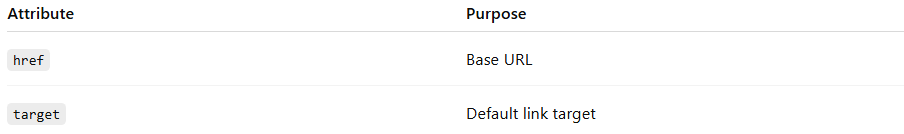 Attribute Purpose
href Base URL
target Default link target